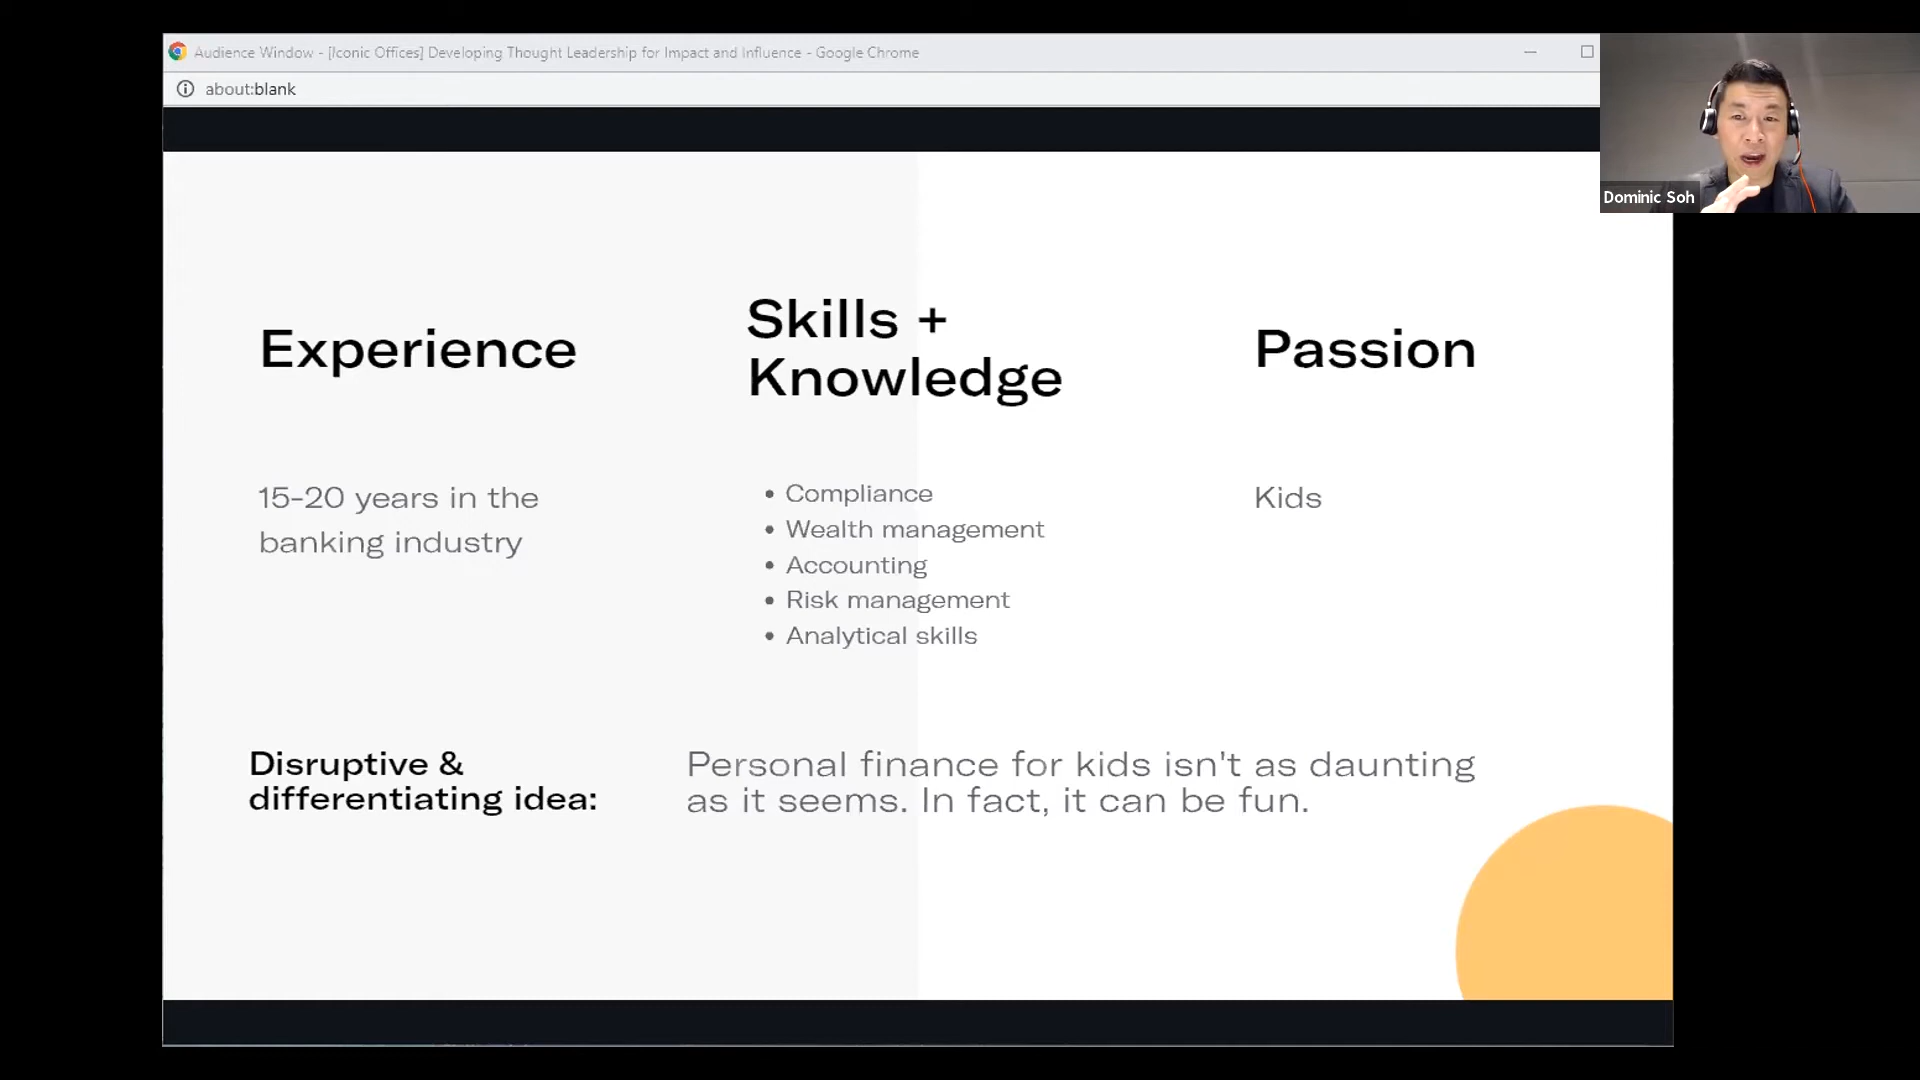 Audience Window - [Iconic Offices] Developing Thought Leadership for Impact and Influence - Google Chrome
about:blank
Dominic Soh
Experience
Skills +
Knowledge
Passion
15-20 years in the
banking industry
• Compliance
• Wealth management
• Accounting
• Risk management
• Analytical skills
Kids
Disruptive &
differentiating idea:
Personal finance for kids isn't as daunting
as it seems. In fact, it can be fun.